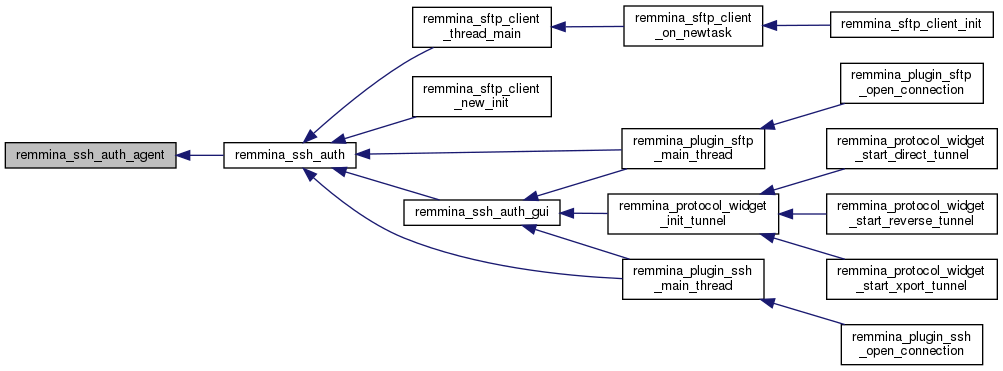 remmina_sftp_client
_thread_main
remmina_sftp_client
_on_newtask
remmina_sftp_client_init
remmina_plugin_sftp
_open_connection
remmina_sftp_client
_new_init
remmina_ssh_auth_agent
remmina_ssh_auth
remmina_plugin_sftp
_main_thread
remmina_protocol_widget
_start_direct_tunnel
remmina_ssh_auth_gui
remmina_protocol_widget
_init_tunnel
remmina_protocol_widget
_start_reverse_tunnel
remmina_plugin_ssh
_main_thread
remmina_protocol_widget
_start_xport_tunnel
remmina_plugin_ssh
_open_connection